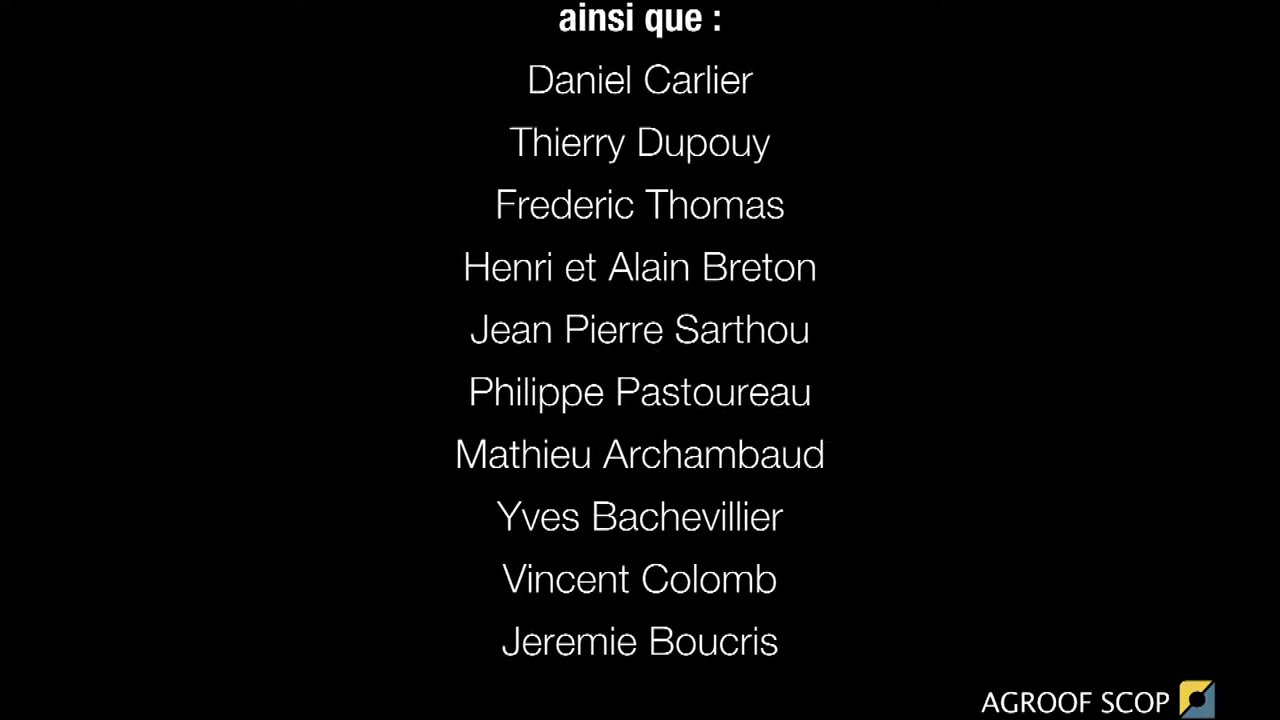 ainsi que :
Daniel Carlier
Thierry Dupouy
Frederic Thomas
Henri et Alain Breton
Jean Pierre Sarthou
Philippe Pastoureau
Mathieu Archambaud
Yves Bachevillier
Vincent Colomb
Jeremie Boucris
AGROOF SCOP